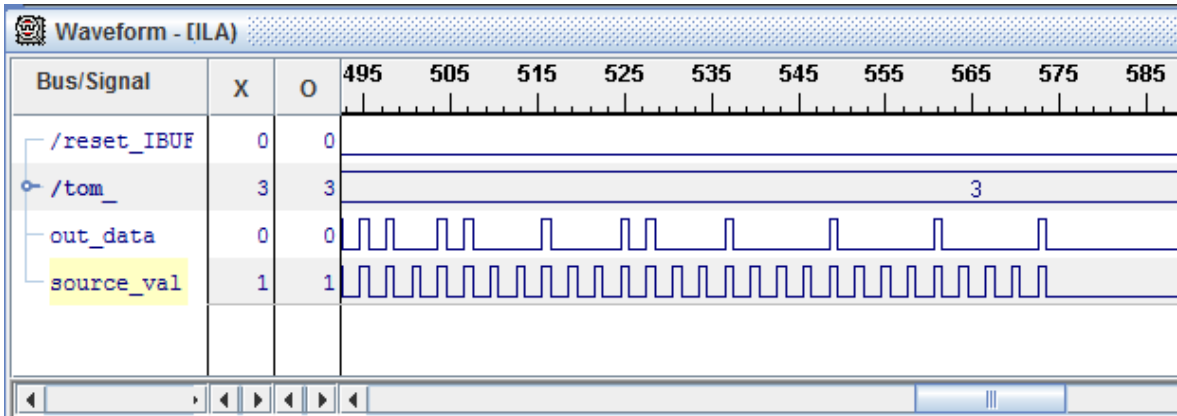 Waveform - [ILA)
Bus/Signal X O 495 505 515 525 535 545 555 565 575 585
/reset_IBUF 0 0
/tom_ 3 3 3
out_data 0 0
source_val 1 1